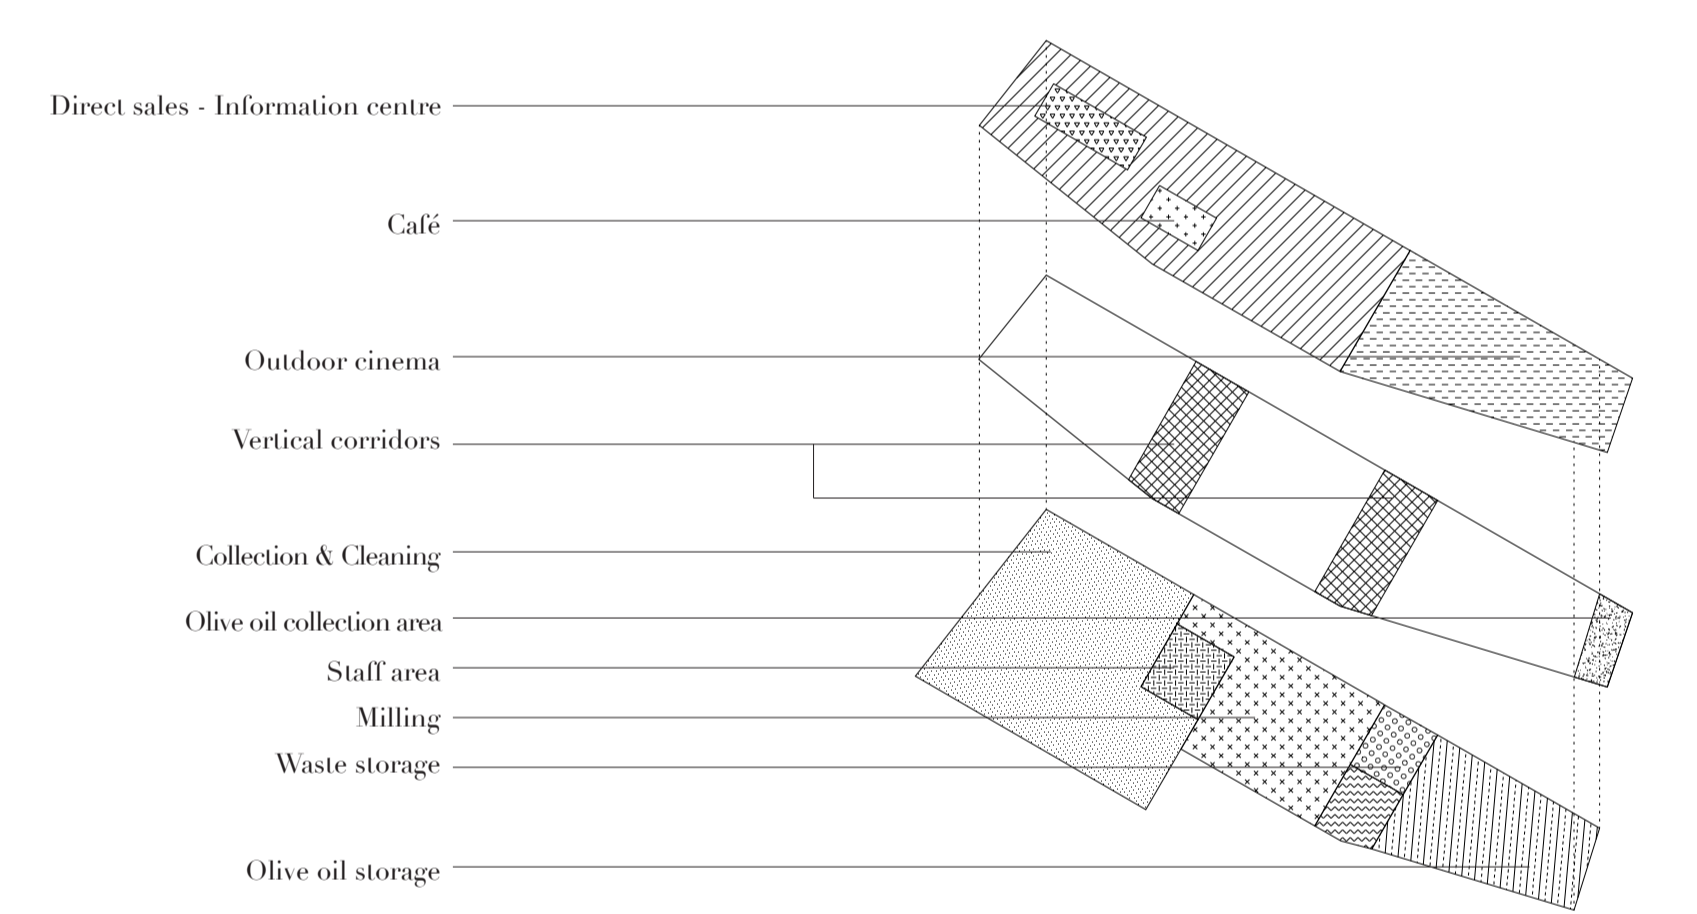 Direct sales - Information centre
Café
Outdoor cinema
Vertical corridors
Collection & Cleaning
Olive oil collection area
Staff area
Milling
Waste storage
Olive oil storage